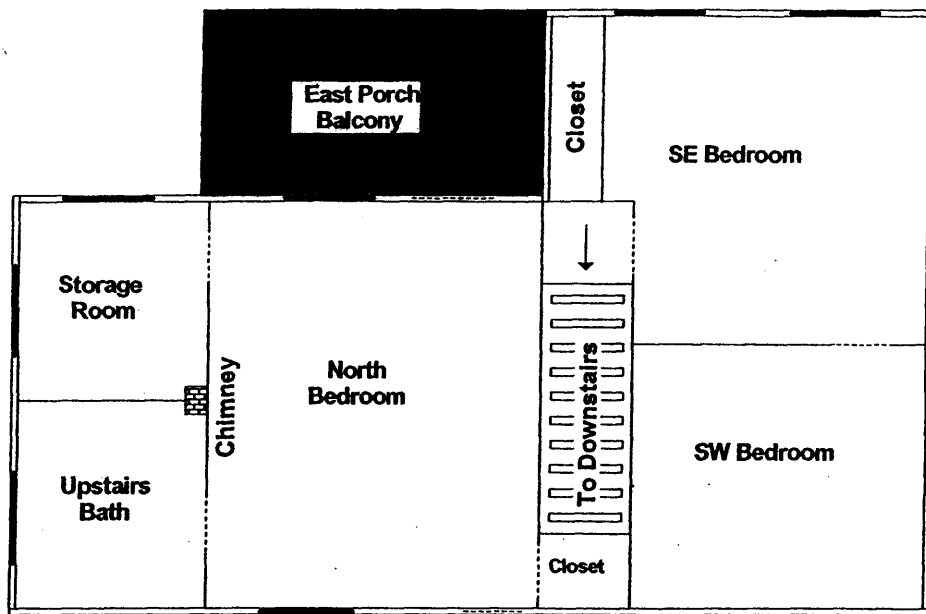 East Porch
Balcony
Closet
SE Bedroom
Storage
Room
North
Bedroom
Chimney
To Downstairs
SW Bedroom
Upstairs
Bath
Closet